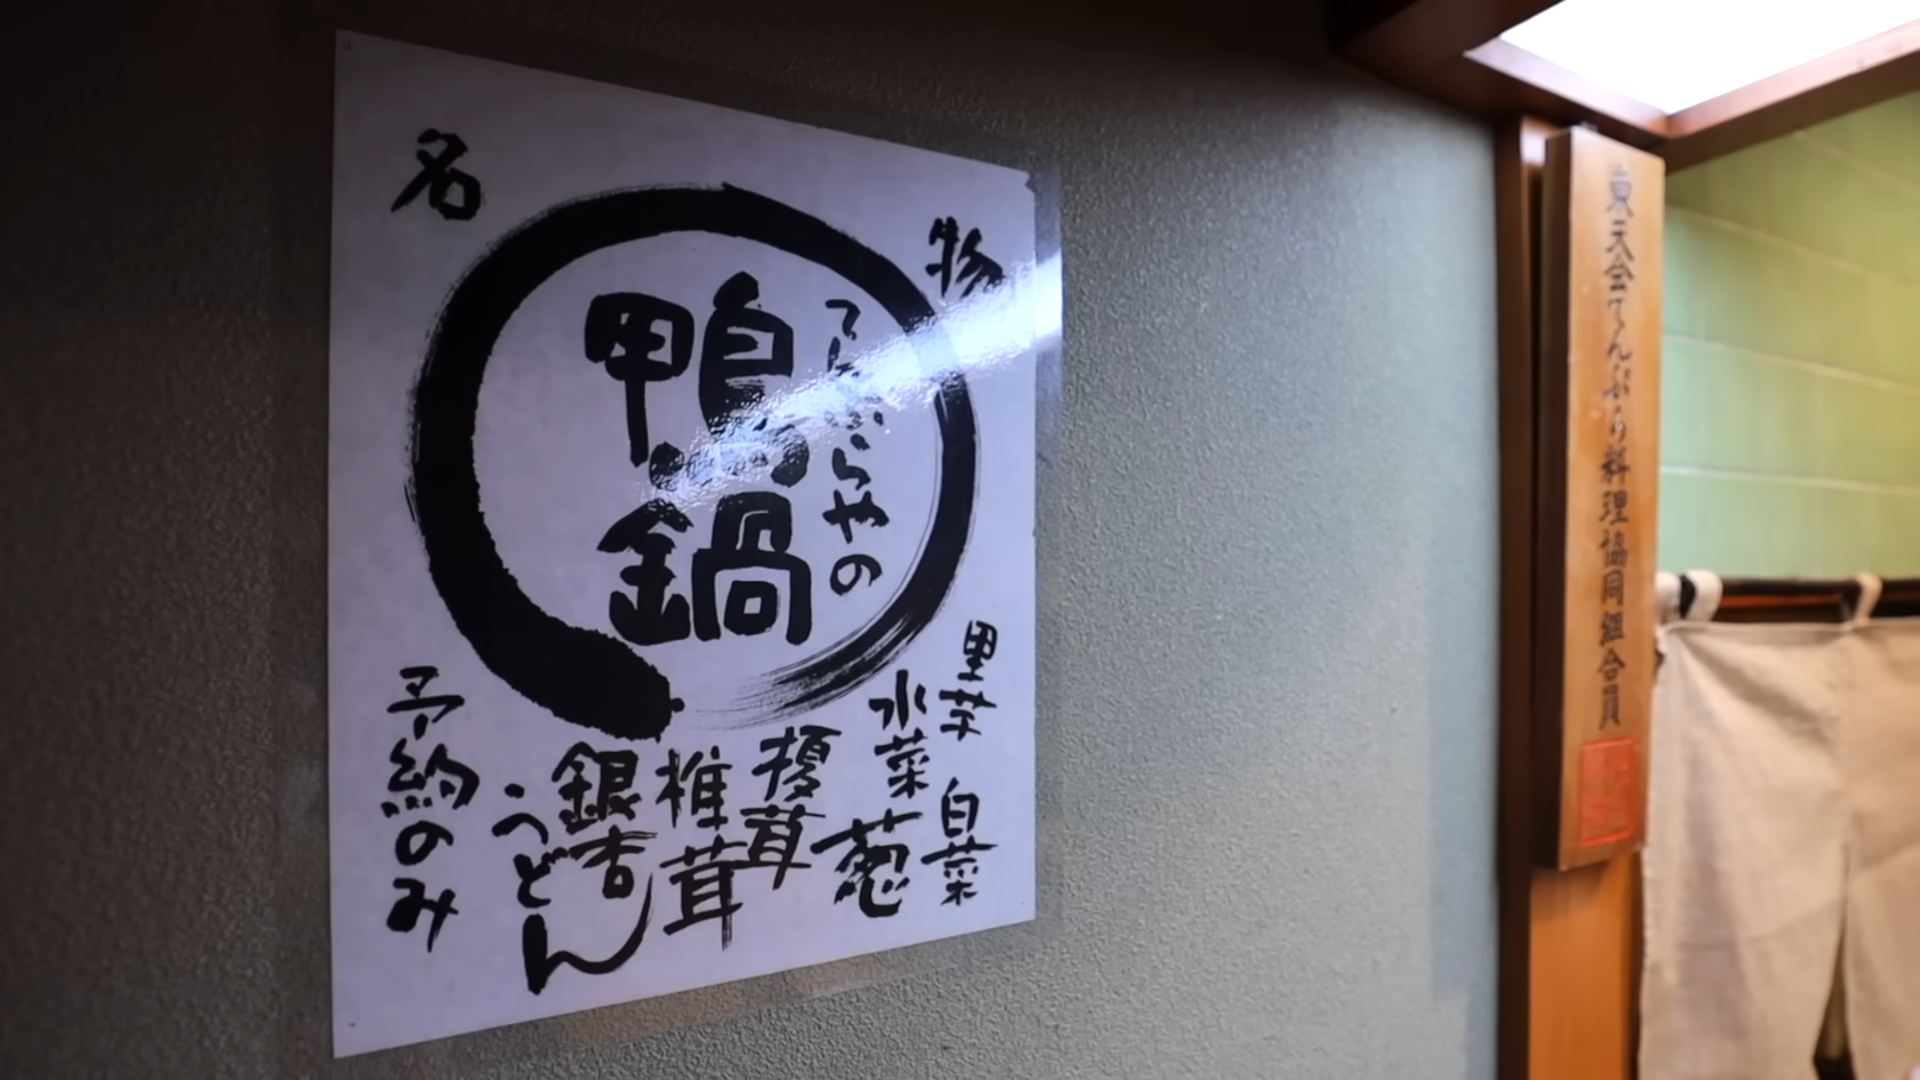 名物
てんぷらやの
鴨鍋
里芋
白菜
水菜
葱
榎茸
椎茸
銀杏
うどん
予約のみ
東天会てんぷら料理協同組合員